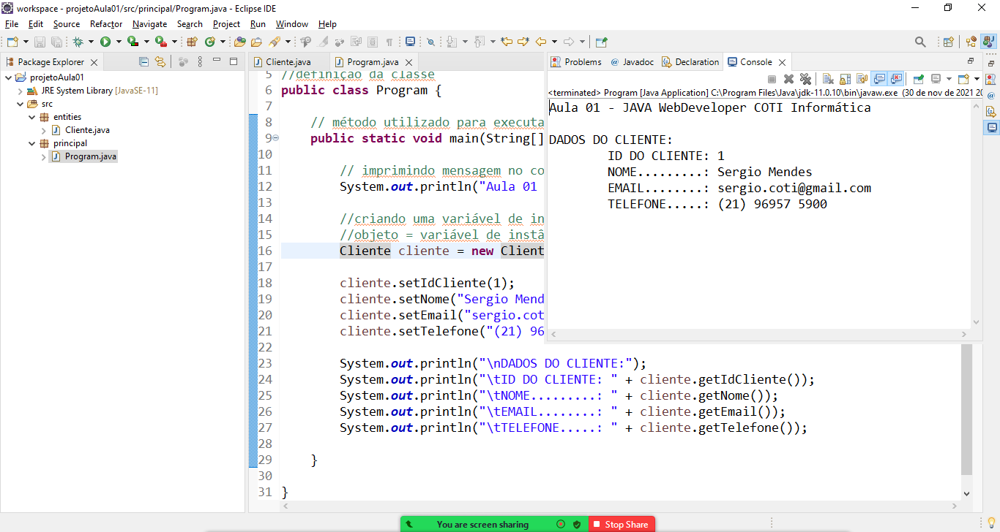 workspace - projetoAula01/src/principal/Program.java - Eclipse IDE
File Edit Source Refactor Navigate Search Project Run Window Help
Package Explorer
projetoAula01
JRE System Library [JavaSE-11]
src
entities
Cliente.java
principal
Program.java
Cliente.java Program.java
5 //definição da classe
6 public class Program {
7
8 // método utilizado para executa
9 public static void main(String[]
10
11 // imprimindo mensagem no co
12 System.out.println("Aula 01
13
14 //criando uma variável de in
15 //objeto = variável de instâ
16 Cliente cliente = new Client
17
18 cliente.setIdCliente(1);
19 cliente.setNome("Sergio Mend
20 cliente.setEmail("sergio.cot
21 cliente.setTelefone("(21) 96
22
23 System.out.println("\nDADOS DO CLIENTE:");
24 System.out.println("\tID DO CLIENTE: " + cliente.getIdCliente());
25 System.out.println("\tNOME.........: " + cliente.getNome());
26 System.out.println("\tEMAIL........: " + cliente.getEmail());
27 System.out.println("\tTELEFONE.....: " + cliente.getTelefone());
28
29 }
30
31 }
Problems @ Javadoc Declaration Console
<terminated> Program [Java Application] C:\Program Files\Java\jdk-11.0.10\bin\javaw.exe (30 de nov de 2021 20
Aula 01 - JAVA WebDeveloper COTI Informática
DADOS DO CLIENTE:
ID DO CLIENTE: 1
NOME.........: Sergio Mendes
EMAIL........: sergio.coti@gmail.com
TELEFONE.....: (21) 96957 5900
You are screen sharing Stop Share